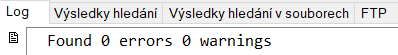 Log Výsledky hledání Výsledky hledání v souborech FTP
Found 0 errors 0 warnings